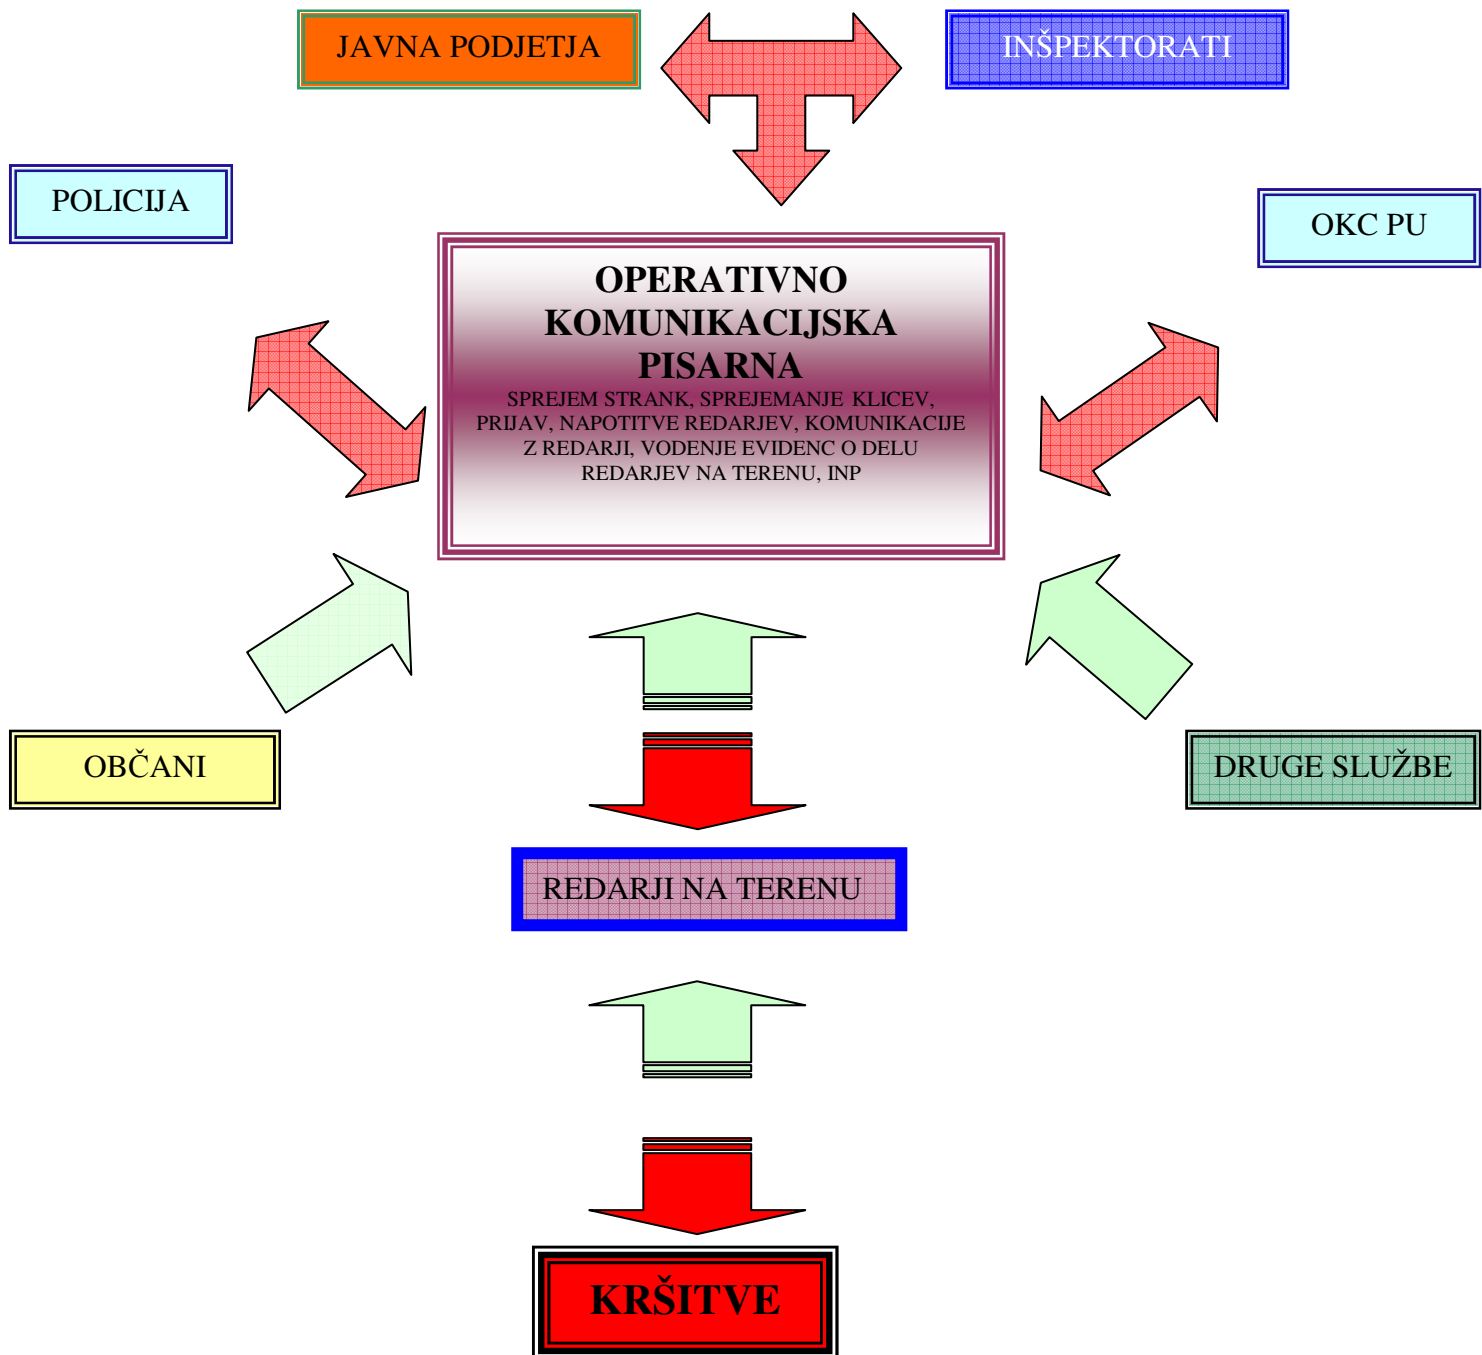 JAVNA PODJETJA
INŠPEKTORATI
POLICIJA
OKC PU
OPERATIVNO
KOMUNIKACIJSKA
PISARNA
SPREJEM STRANK, SPREJEMANJE KLICEV,
PRIJAV, NAPOTITVE REDARJEV, KOMUNIKACIJE
Z REDARJI, VODENJE EVIDENC O DELU
REDARJEV NA TERENU, INP
OBČANI
DRUGE SLUŽBE
REDARJI NA TERENU
KRŠITVE